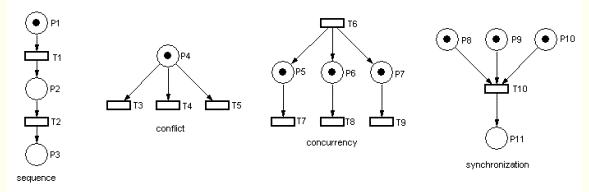 P1
T1
P2
T2
P3
sequence
P4
T3 T4 T5
conflict
T6
P5 P6 P7
T7 T8 T9
concurrency
P8 P9 P10
T10
P11
synchronization